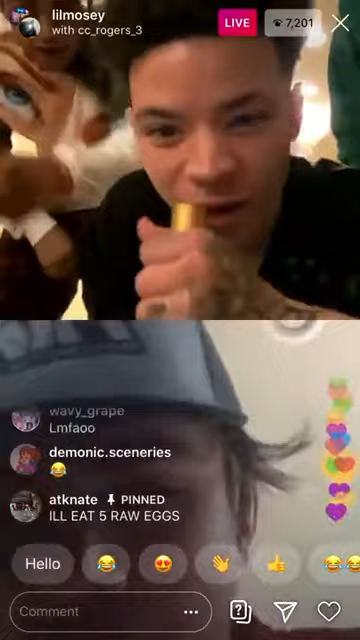 lilmosey
with cc_rogers_3
LIVE
7,201
wavy_grape
Lmfaoo
demonic.sceneries
😂
atknate PINNED
ILL EAT 5 RAW EGGS
Hello 😂 😍 👋 👍 😂😂
Comment